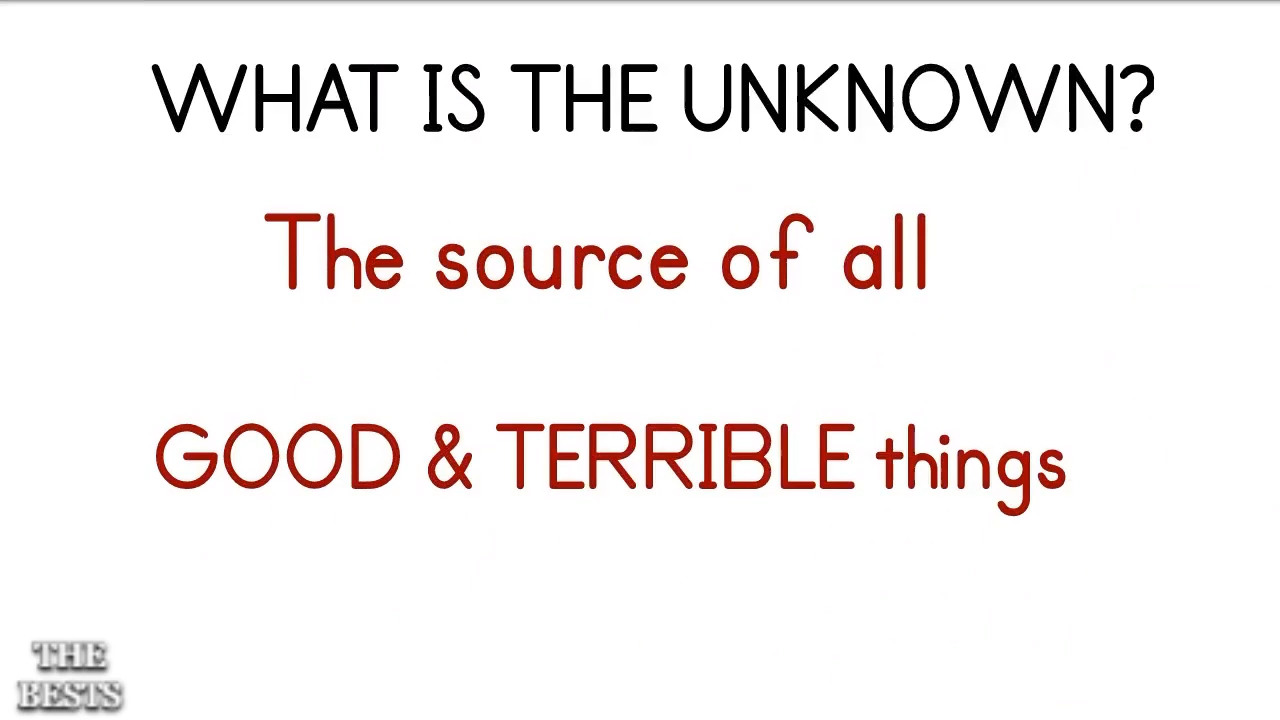 WHAT IS THE UNKNOWN?
The source of all
GOOD & TERRIBLE things
THE
BESTS